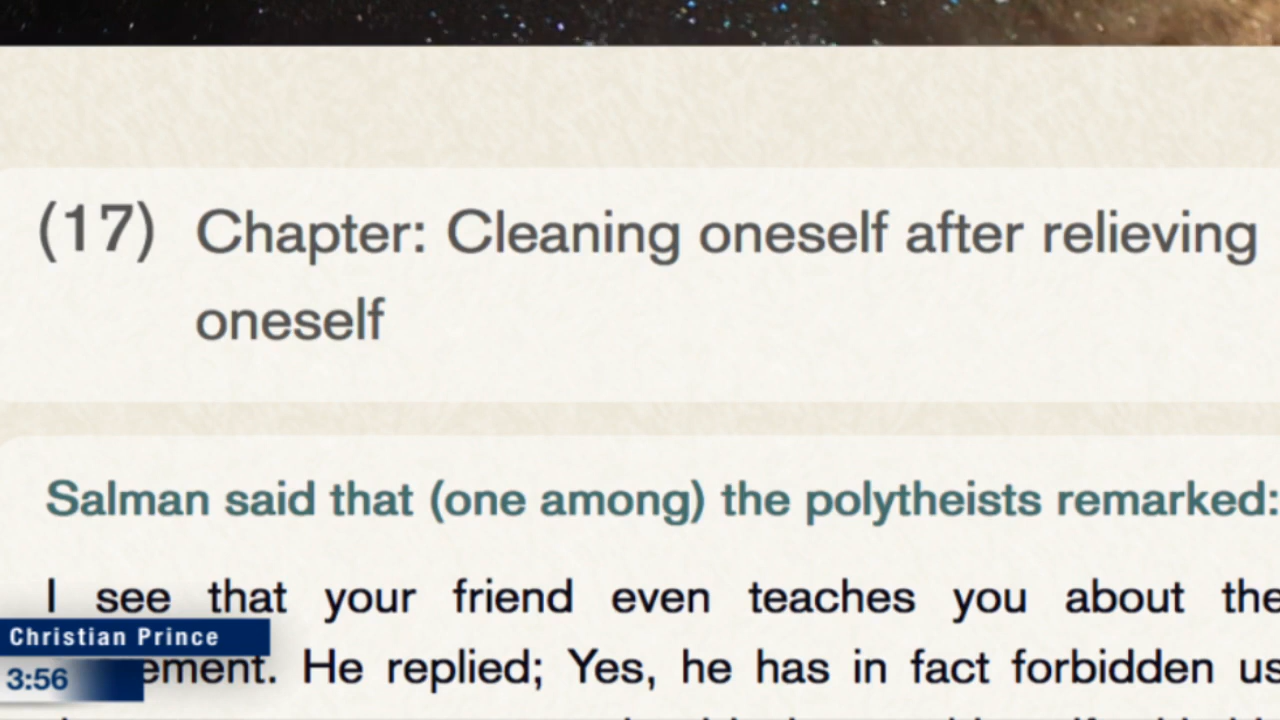 (17) Chapter: Cleaning oneself after relieving
oneself
Salman said that (one among) the polytheists remarked:
I see that your friend even teaches you about the
Christian Prince
ement. He replied; Yes, he has in fact forbidden us
3:56